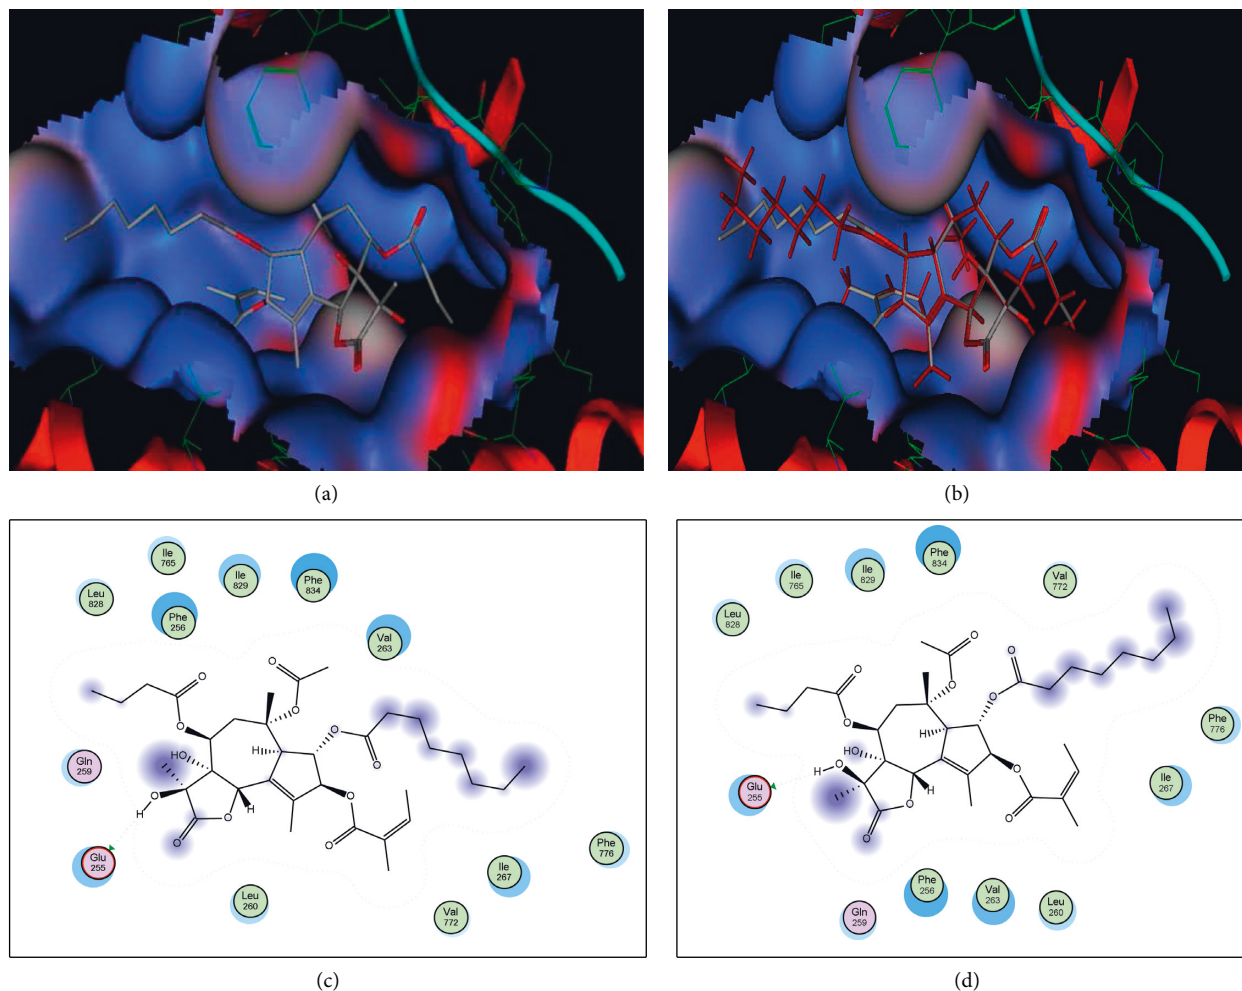 (a)
(b)
Ile
765
Ile
829
Phe
834
Leu
828
Phe
256
Val
263
O
O
O
O
O
H
O
O
HO
Gln
259
O
H
O
O
H
O
O
Glu
255
Leu
260
Ile
267
Phe
776
Val
772
(c)
Phe
834
Ile
765
Ile
829
Val
772
Leu
828
O
O
O
O
O
O
O
H
Phe
776
HO
H
O
H
O
O
O
O
Ile
267
Glu
255
Phe
256
Val
263
Leu
260
Gln
259
(d)